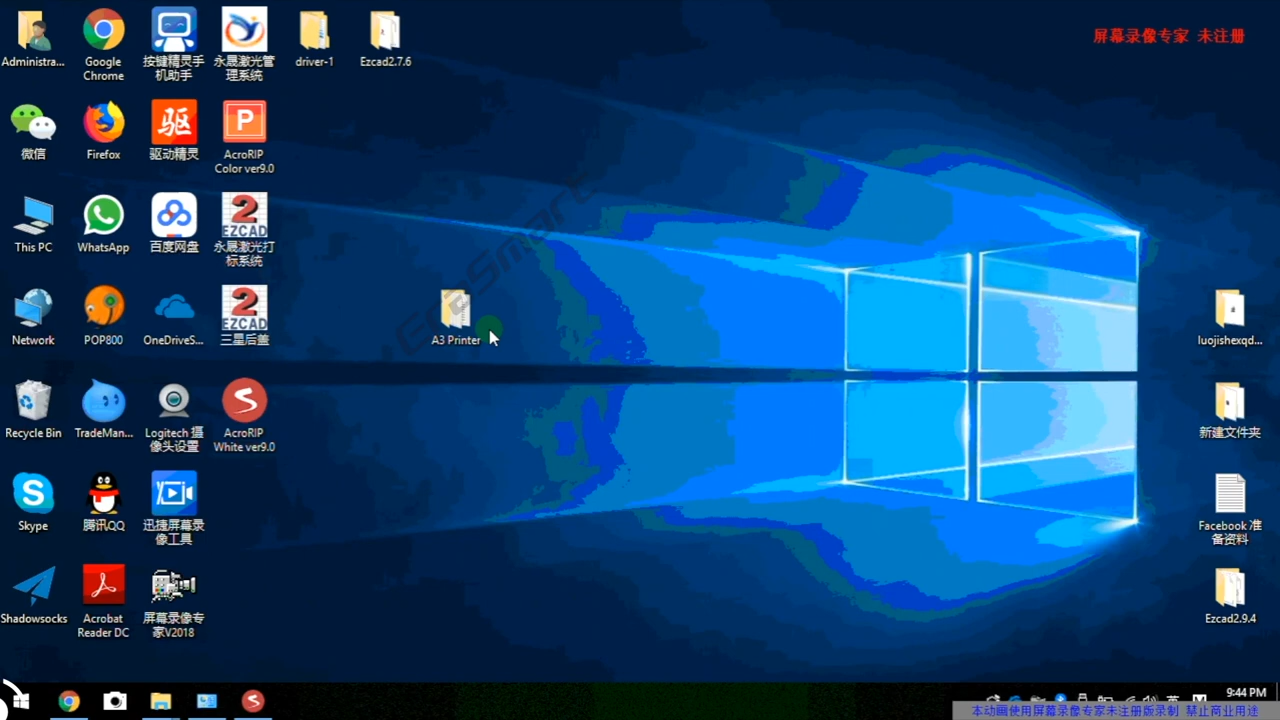 屏幕录像专家 未注册
Administra...
Google
Chrome
按键精灵手
机助手
永晟激光管
理系统
driver-1
Ezcad2.7.6
微信
Firefox
驱
驱动精灵
P
AcroRIP
Color ver9.0
This PC
WhatsApp
百度网盘
2
EZCAD
永晟激光打
标系统
EcoSmart
Network
POP800
OneDriveS...
2
EZCAD
三星后盖
A3 Printer
luojishexqd...
Recycle Bin
TradeMan...
Logitech 摄
像头设置
S
AcroRIP
White ver9.0
新建文件夹
S
Skype
腾讯QQ
迅捷屏幕录
像工具
Facebook 准
备资料
Shadowsocks
Acrobat
Reader DC
屏幕录像专
家V2018
Ezcad2.9.4
S
英
M
9:44 PM
本动画使用屏幕录像专家未注册版录制 禁止商业用途